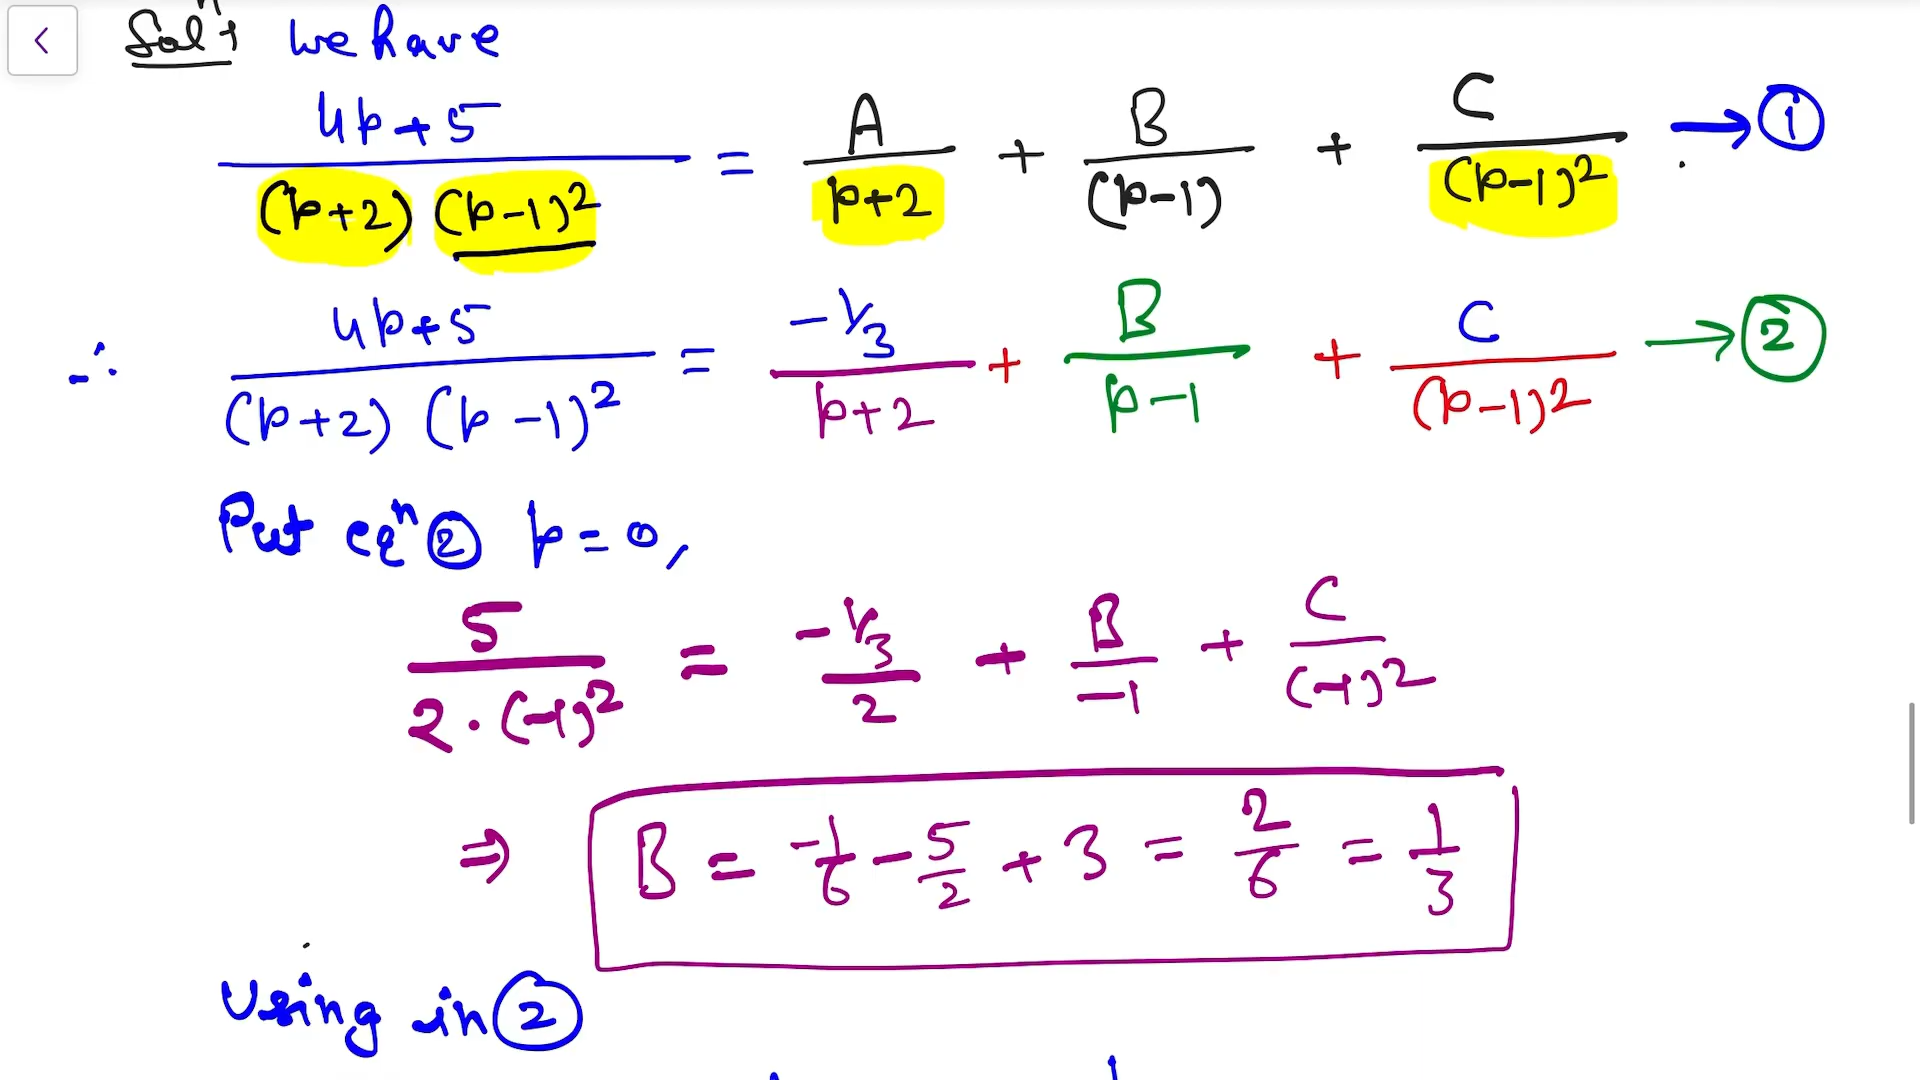 Solⁿ: we have
(4p+5)/((p+2)(p-1)²) = A/(p+2) + B/(p-1) + C/(p-1)² → ①
∴ (4p+5)/((p+2)(p-1)²) = (-1/3)/(p+2) + B/(p-1) + C/(p-1)² → ②
Put eqⁿ ② p=0,
5/(2·(-1)²) = (-1/3)/2 + B/(-1) + C/(-1)²
⇒ B = -1/6 - 5/2 + 3 = 2/6 = 1/3
Using in ②